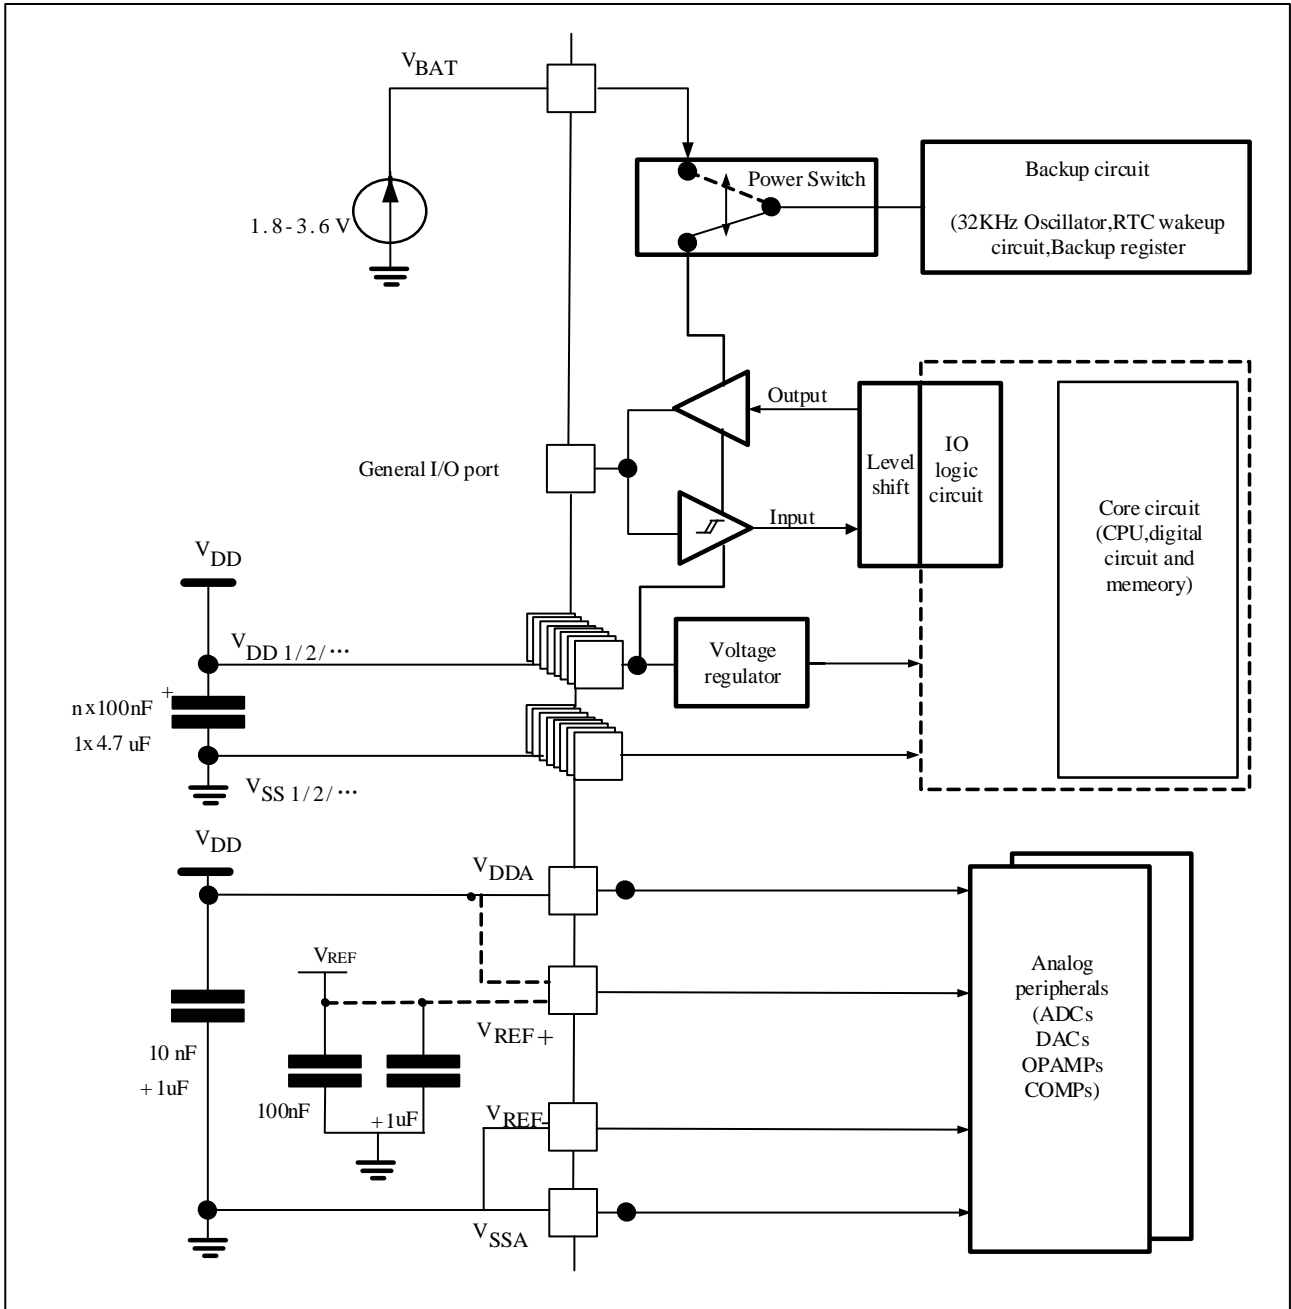 VBAT
1.8-3.6 V
Power Switch
Backup circuit
(32KHz Oscillator,RTC wakeup
circuit,Backup register
General I/O port
Output
Input
Level
shift
IO
logic
circuit
Core circuit
(CPU,digital
circuit and
memeory)
VDD
VDD 1/2/···
n x100nF
1x 4.7 uF
+
VSS 1/2/···
Voltage
regulator
VDD
VDDA
VREF
VREF+
10 nF
+1uF
100nF
+1uF
VREF-
VSSA
Analog
peripherals
(ADCs
DACs
OPAMPs
COMPs)